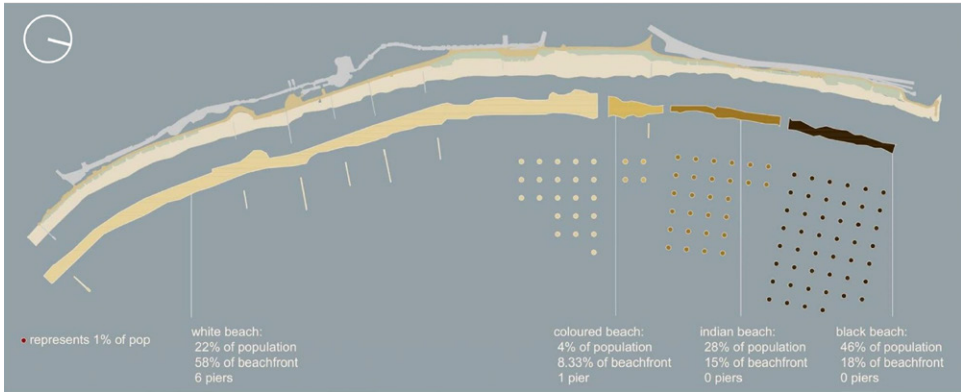 represents 1% of pop
white beach:
22% of population
58% of beachfront
6 piers
coloured beach:
4% of population
8.33% of beachfront
1 pier
indian beach:
28% of population
15% of beachfront
0 piers
black beach:
46% of population
18% of beachfront
0 piers